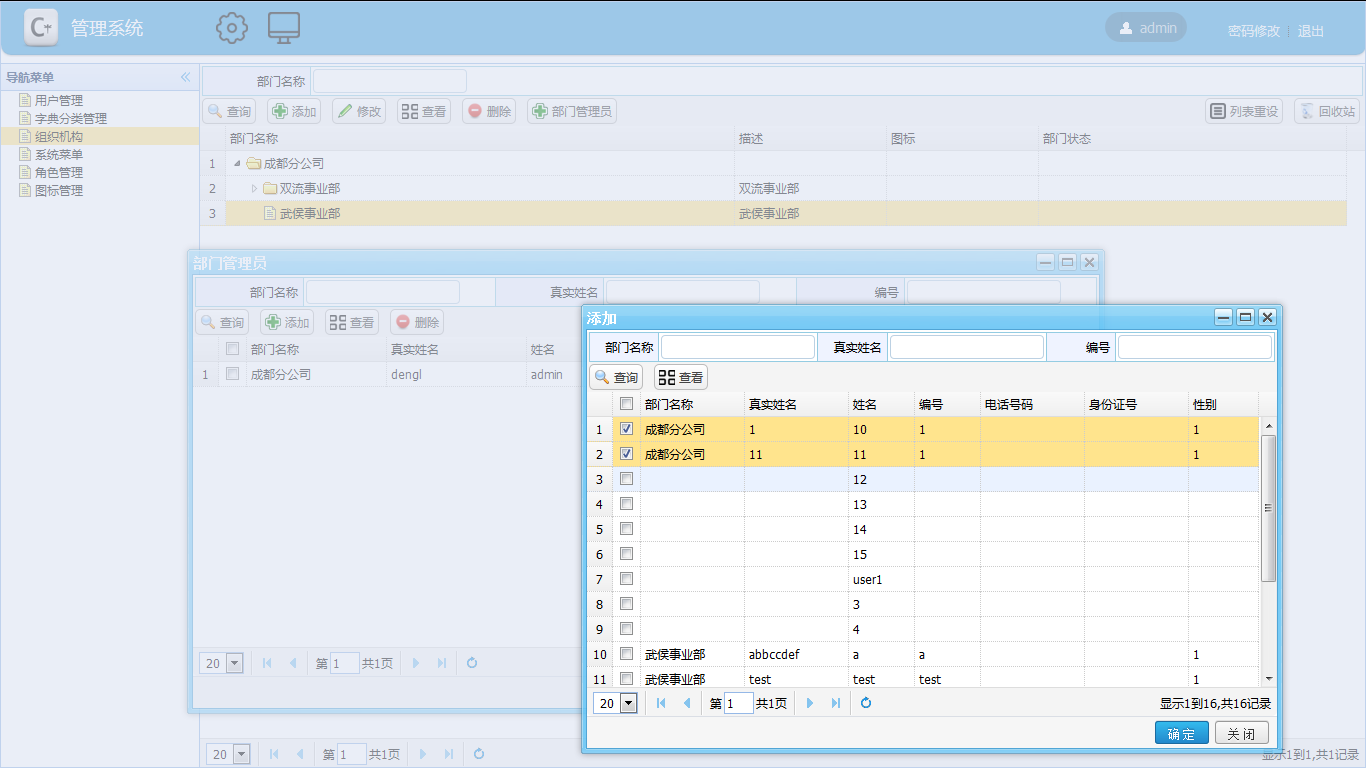 C+ 管理系统 admin 密码修改 | 退出
导航菜单
用户管理
字典分类管理
组织机构
系统菜单
角色管理
图标管理
部门名称
查询 添加 修改 查看 删除 部门管理员 列表重设 回收站
部门名称 描述 图标 部门状态
1 成都分公司
2 双流事业部 双流事业部
3 武侯事业部 武侯事业部
部门管理员
部门名称 真实姓名 编号
查询 添加 查看 删除
部门名称 真实姓名 姓名
1 成都分公司 dengl admin
20 第 1 共1页
添加
部门名称 真实姓名 编号
查询 查看
部门名称 真实姓名 姓名 编号 电话号码 身份证号 性别
1 成都分公司 1 10 1 1
2 成都分公司 11 11 1 1
3 12
4 13
5 14
6 15
7 user1
8 3
9 4
10 武侯事业部 abbccdef a a 1
11 武侯事业部 test test test 1
20 第 1 共1页 显示1到16,共16记录
确定 关闭
20 第 1 共1页 显示1到1,共1记录